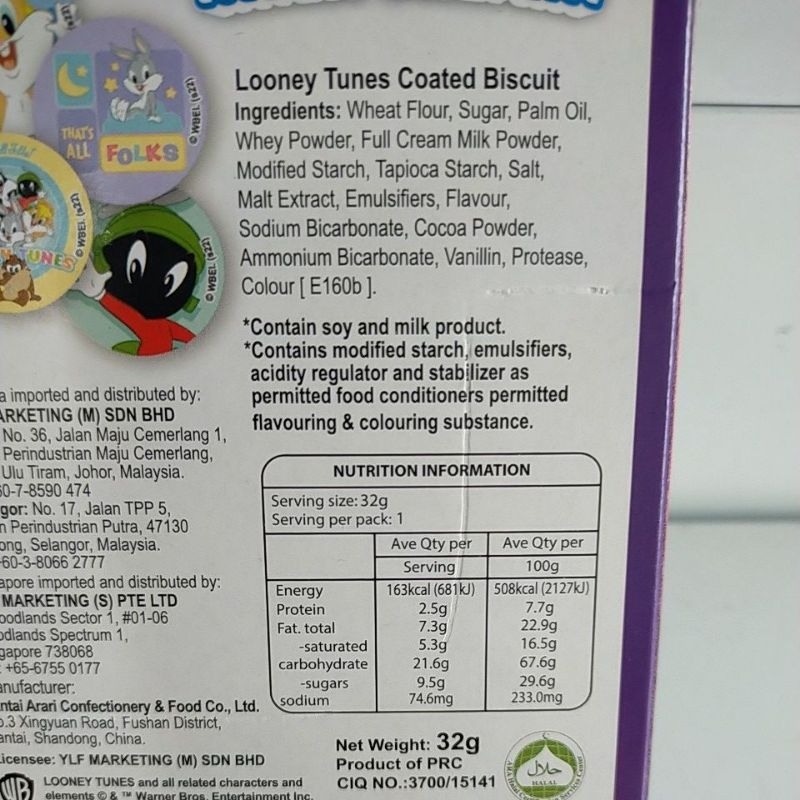 THAT'S
ALL FOLKS
© WBEI. (s22)
TUNES
© WBEI. (s22)
© WBEI. (s22)
Looney Tunes Coated Biscuit
Ingredients: Wheat Flour, Sugar, Palm Oil,
Whey Powder, Full Cream Milk Powder,
Modified Starch, Tapioca Starch, Salt,
Malt Extract, Emulsifiers, Flavour,
Sodium Bicarbonate, Cocoa Powder,
Ammonium Bicarbonate, Vanillin, Protease,
Colour [ E160b ].
*Contain soy and milk product.
*Contains modified starch, emulsifiers,
acidity regulator and stabilizer as
permitted food conditioners permitted
flavouring & colouring substance.
a imported and distributed by:
ARKETING (M) SDN BHD
No. 36, Jalan Maju Cemerlang 1,
Perindustrian Maju Cemerlang,
Ulu Tiram, Johor, Malaysia.
60-7-8590 474
gor: No. 17, Jalan TPP 5,
n Perindustrian Putra, 47130
ong, Selangor, Malaysia.
-60-3-8066 2777
apore imported and distributed by:
MARKETING (S) PTE LTD
oodlands Sector 1, #01-06
odlands Spectrum 1,
gapore 738068
: +65-6755 0177
anufacturer:
ntai Arari Confectionery & Food Co., Ltd.
o.3 Xingyuan Road, Fushan District,
antai, Shandong, China.
icensee: YLF MARKETING (M) SDN BHD
WB
LOONEY TUNES and all related characters and
elements © & ™ Warner Bros. Entertainment Inc.
NUTRITION INFORMATION
Serving size: 32g
Serving per pack: 1
Ave Qty per Ave Qty per
Serving 100g
Energy 163kcal (681kJ) 508kcal (2127kJ)
Protein 2.5g 7.7g
Fat. total 7.3g 22.9g
-saturated 5.3g 16.5g
carbohydrate 21.6g 67.6g
-sugars 9.5g 29.6g
sodium 74.6mg 233.0mg
Net Weight: 32g
Product of PRC
CIQ NO.:3700/15141
حلال
HALAL